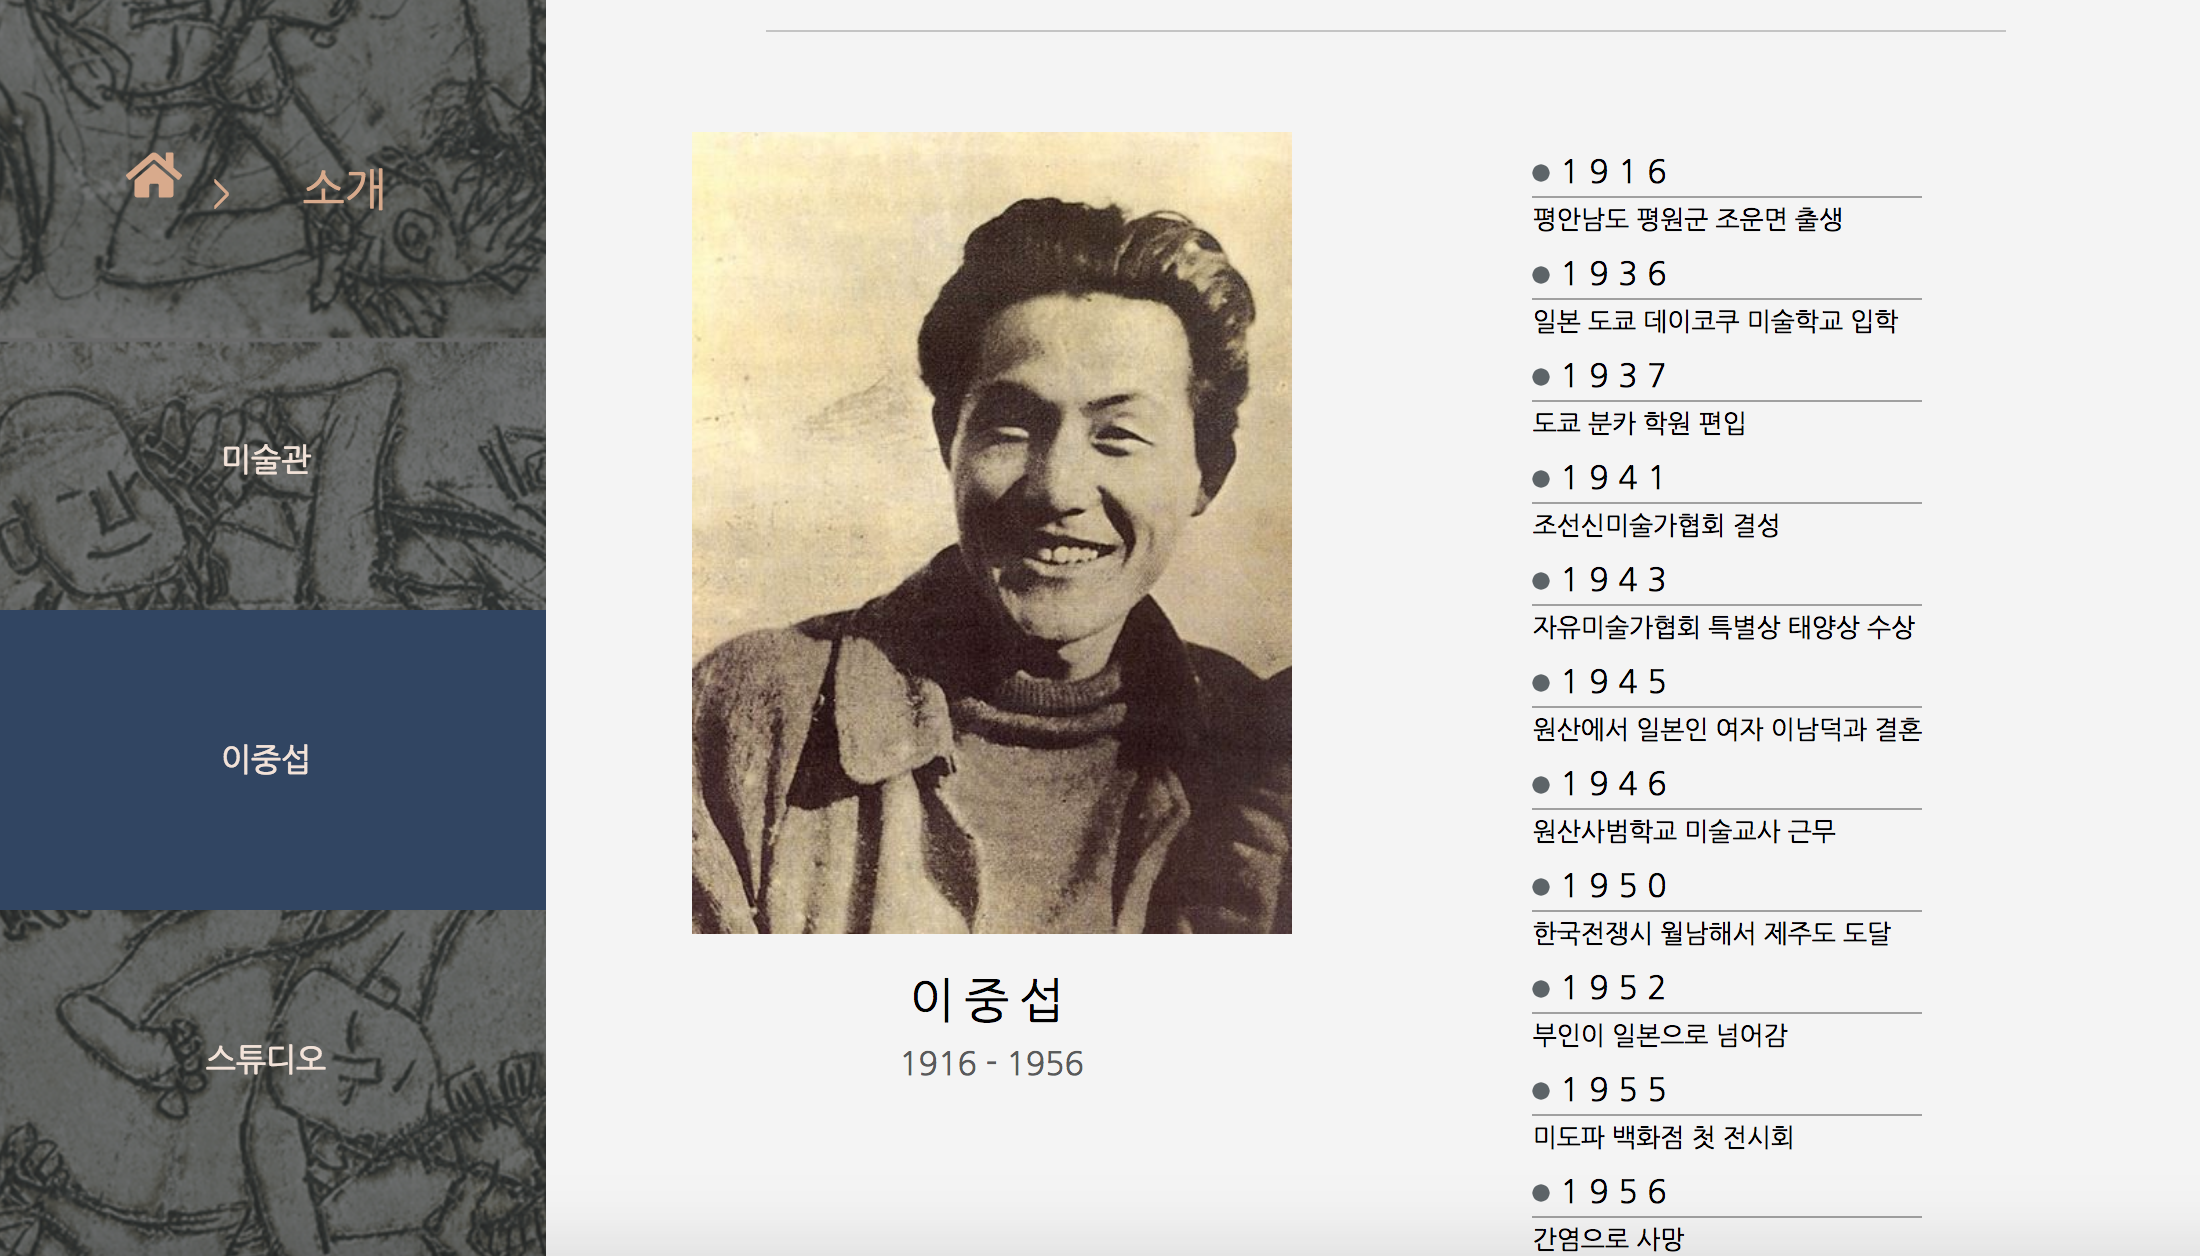 소개
미술관
이중섭
스튜디오
이중섭
1916 - 1956
1916
평안남도 평원군 조운면 출생
1936
일본 도쿄 데이코쿠 미술학교 입학
1937
도쿄 분카 학원 편입
1941
조선신미술가협회 결성
1943
자유미술가협회 특별상 태양상 수상
1945
원산에서 일본인 여자 이남덕과 결혼
1946
원산사범학교 미술교사 근무
1950
한국전쟁시 월남해서 제주도 도달
1952
부인이 일본으로 넘어감
1955
미도파 백화점 첫 전시회
1956
간염으로 사망